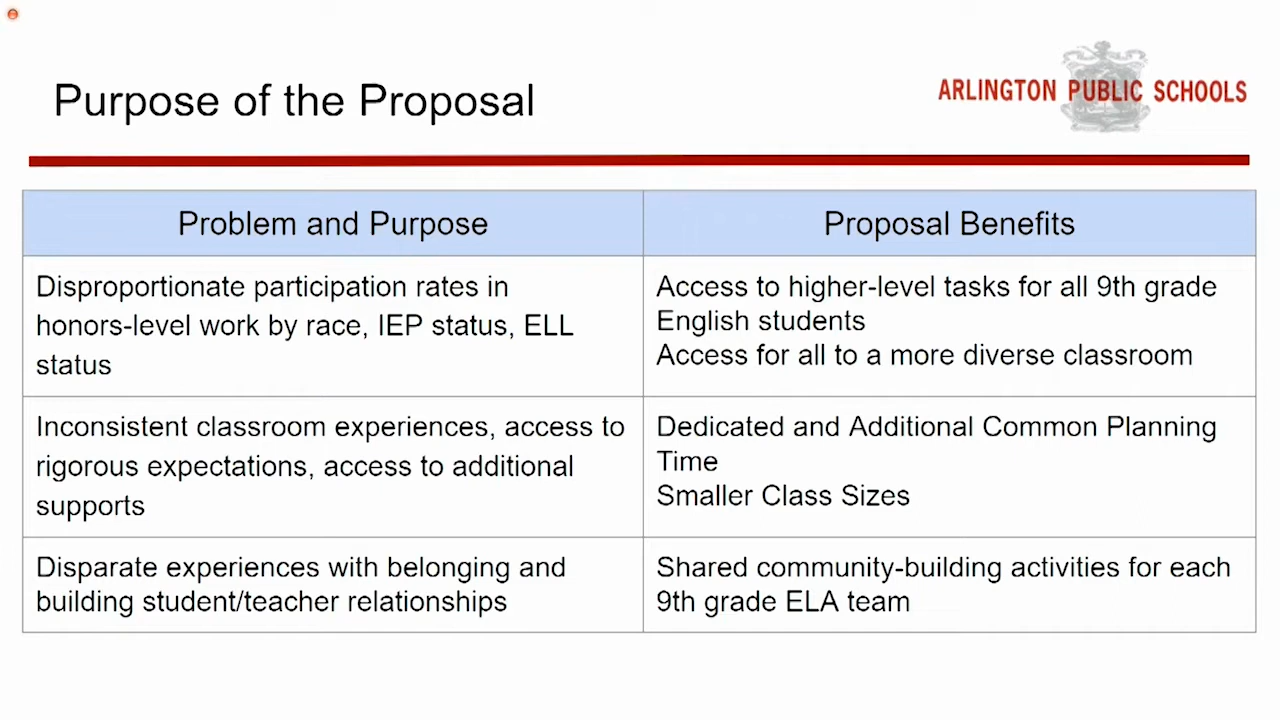 Purpose of the Proposal
ARLINGTON PUBLIC SCHOOLS
Problem and Purpose
Proposal Benefits
Disproportionate participation rates in
honors-level work by race, IEP status, ELL
status
Access to higher-level tasks for all 9th grade
English students
Access for all to a more diverse classroom
Inconsistent classroom experiences, access to
rigorous expectations, access to additional
supports
Dedicated and Additional Common Planning
Time
Smaller Class Sizes
Disparate experiences with belonging and
building student/teacher relationships
Shared community-building activities for each
9th grade ELA team